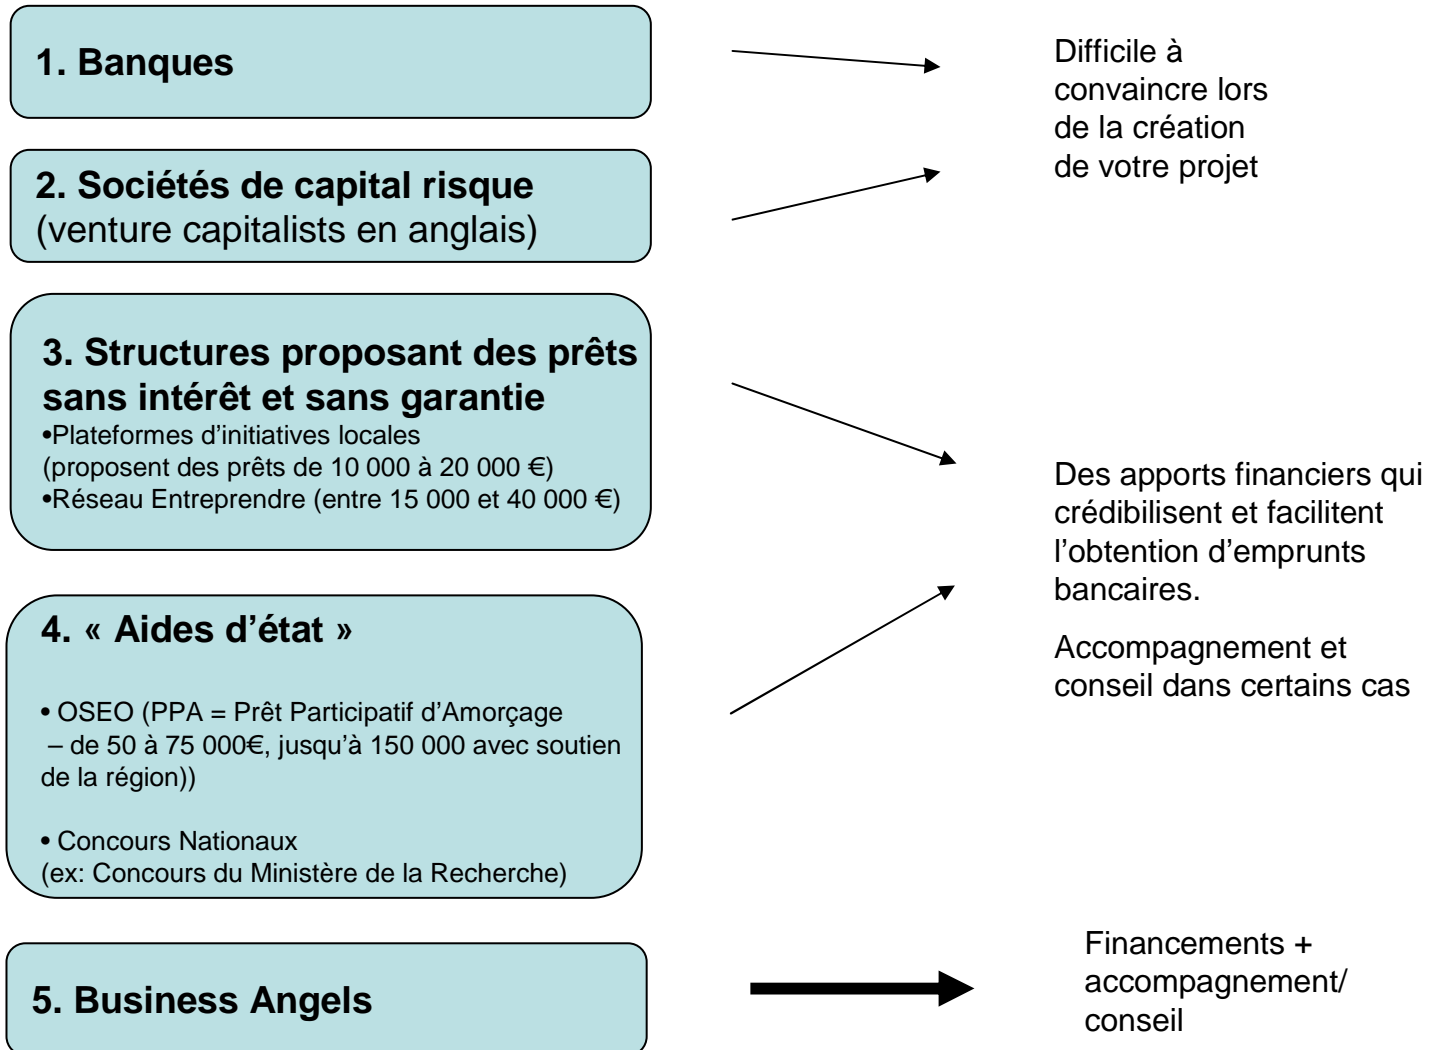 1. Banques
Difficile à
convaincre lors
de la création
de votre projet
2. Sociétés de capital risque
(venture capitalists en anglais)
3. Structures proposant des prêts
sans intérêt et sans garantie
•Plateformes d’initiatives locales
(proposent des prêts de 10 000 à 20 000 €)
•Réseau Entreprendre (entre 15 000 et 40 000 €)
Des apports financiers qui
crédibilisent et facilitent
l’obtention d’emprunts
bancaires.
Accompagnement et
conseil dans certains cas
4. « Aides d’état »
• OSEO (PPA = Prêt Participatif d’Amorçage
– de 50 à 75 000€, jusqu’à 150 000 avec soutien
de la région))
• Concours Nationaux
(ex: Concours du Ministère de la Recherche)
5. Business Angels
Financements +
accompagnement/
conseil